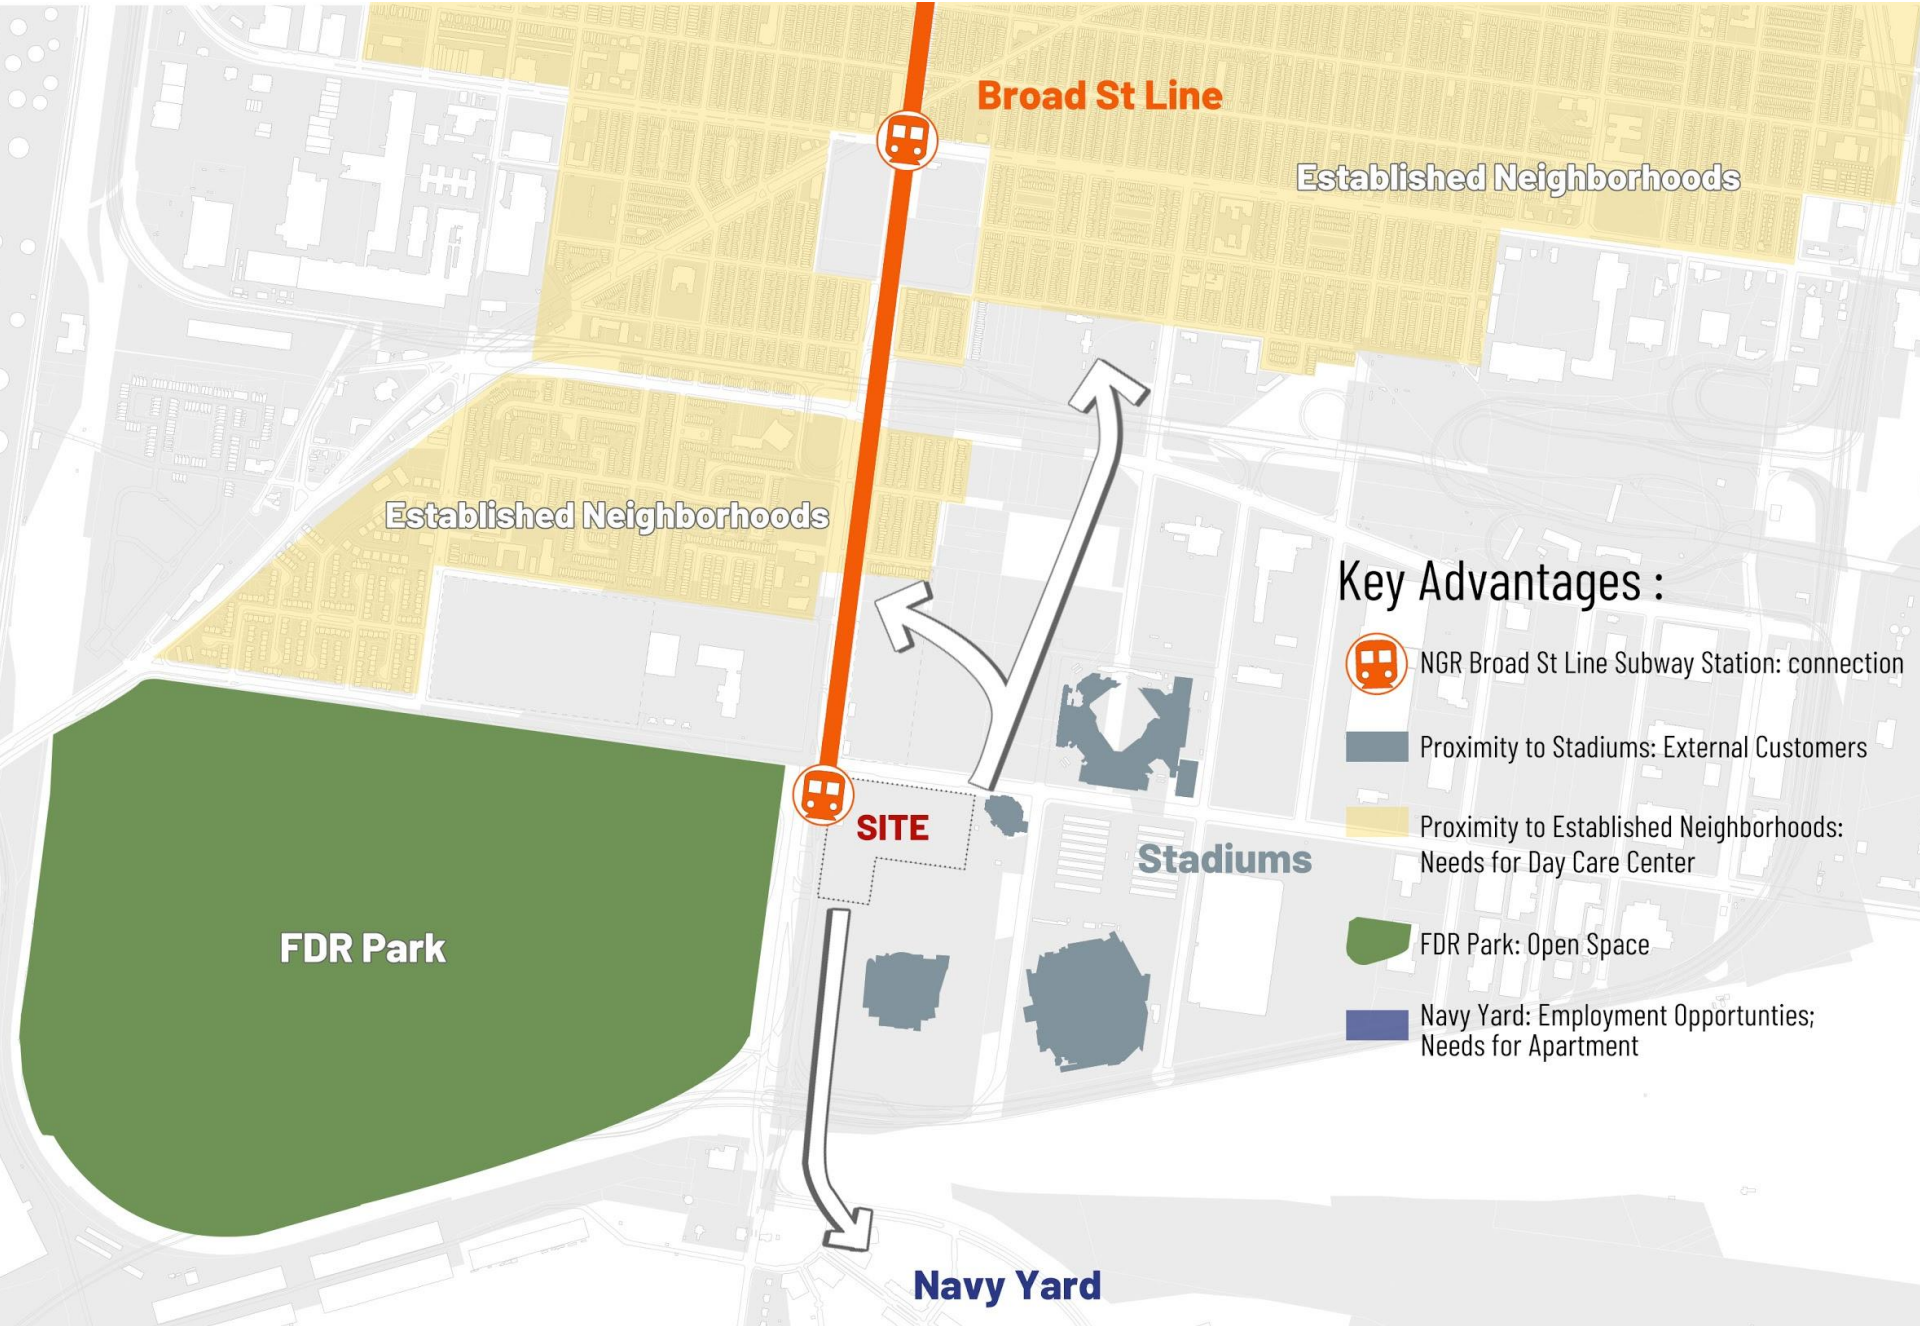 Broad St Line
Established Neighborhoods
Established Neighborhoods
Key Advantages :
NGR Broad St Line Subway Station: connection
Proximity to Stadiums: External Customers
Proximity to Established Neighborhoods:
Needs for Day Care Center
FDR Park: Open Space
Navy Yard: Employment Opportunties;
Needs for Apartment
SITE
Stadiums
FDR Park
Navy Yard